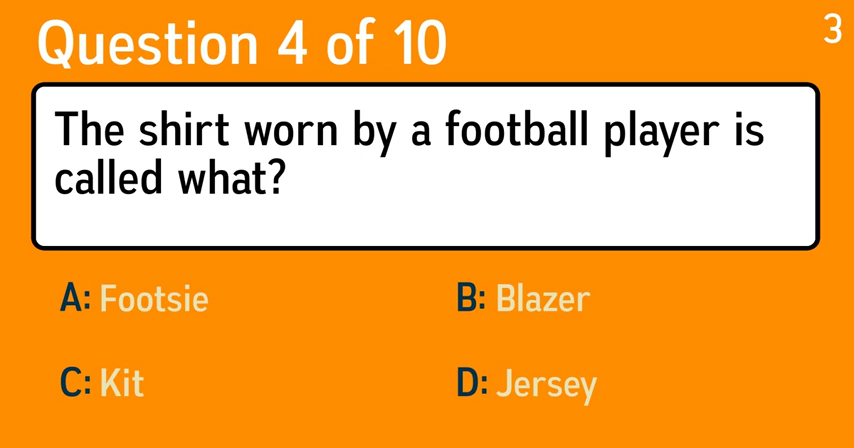 Question 4 of 10
3
The shirt worn by a football player is
called what?
A: Footsie
B: Blazer
C: Kit
D: Jersey